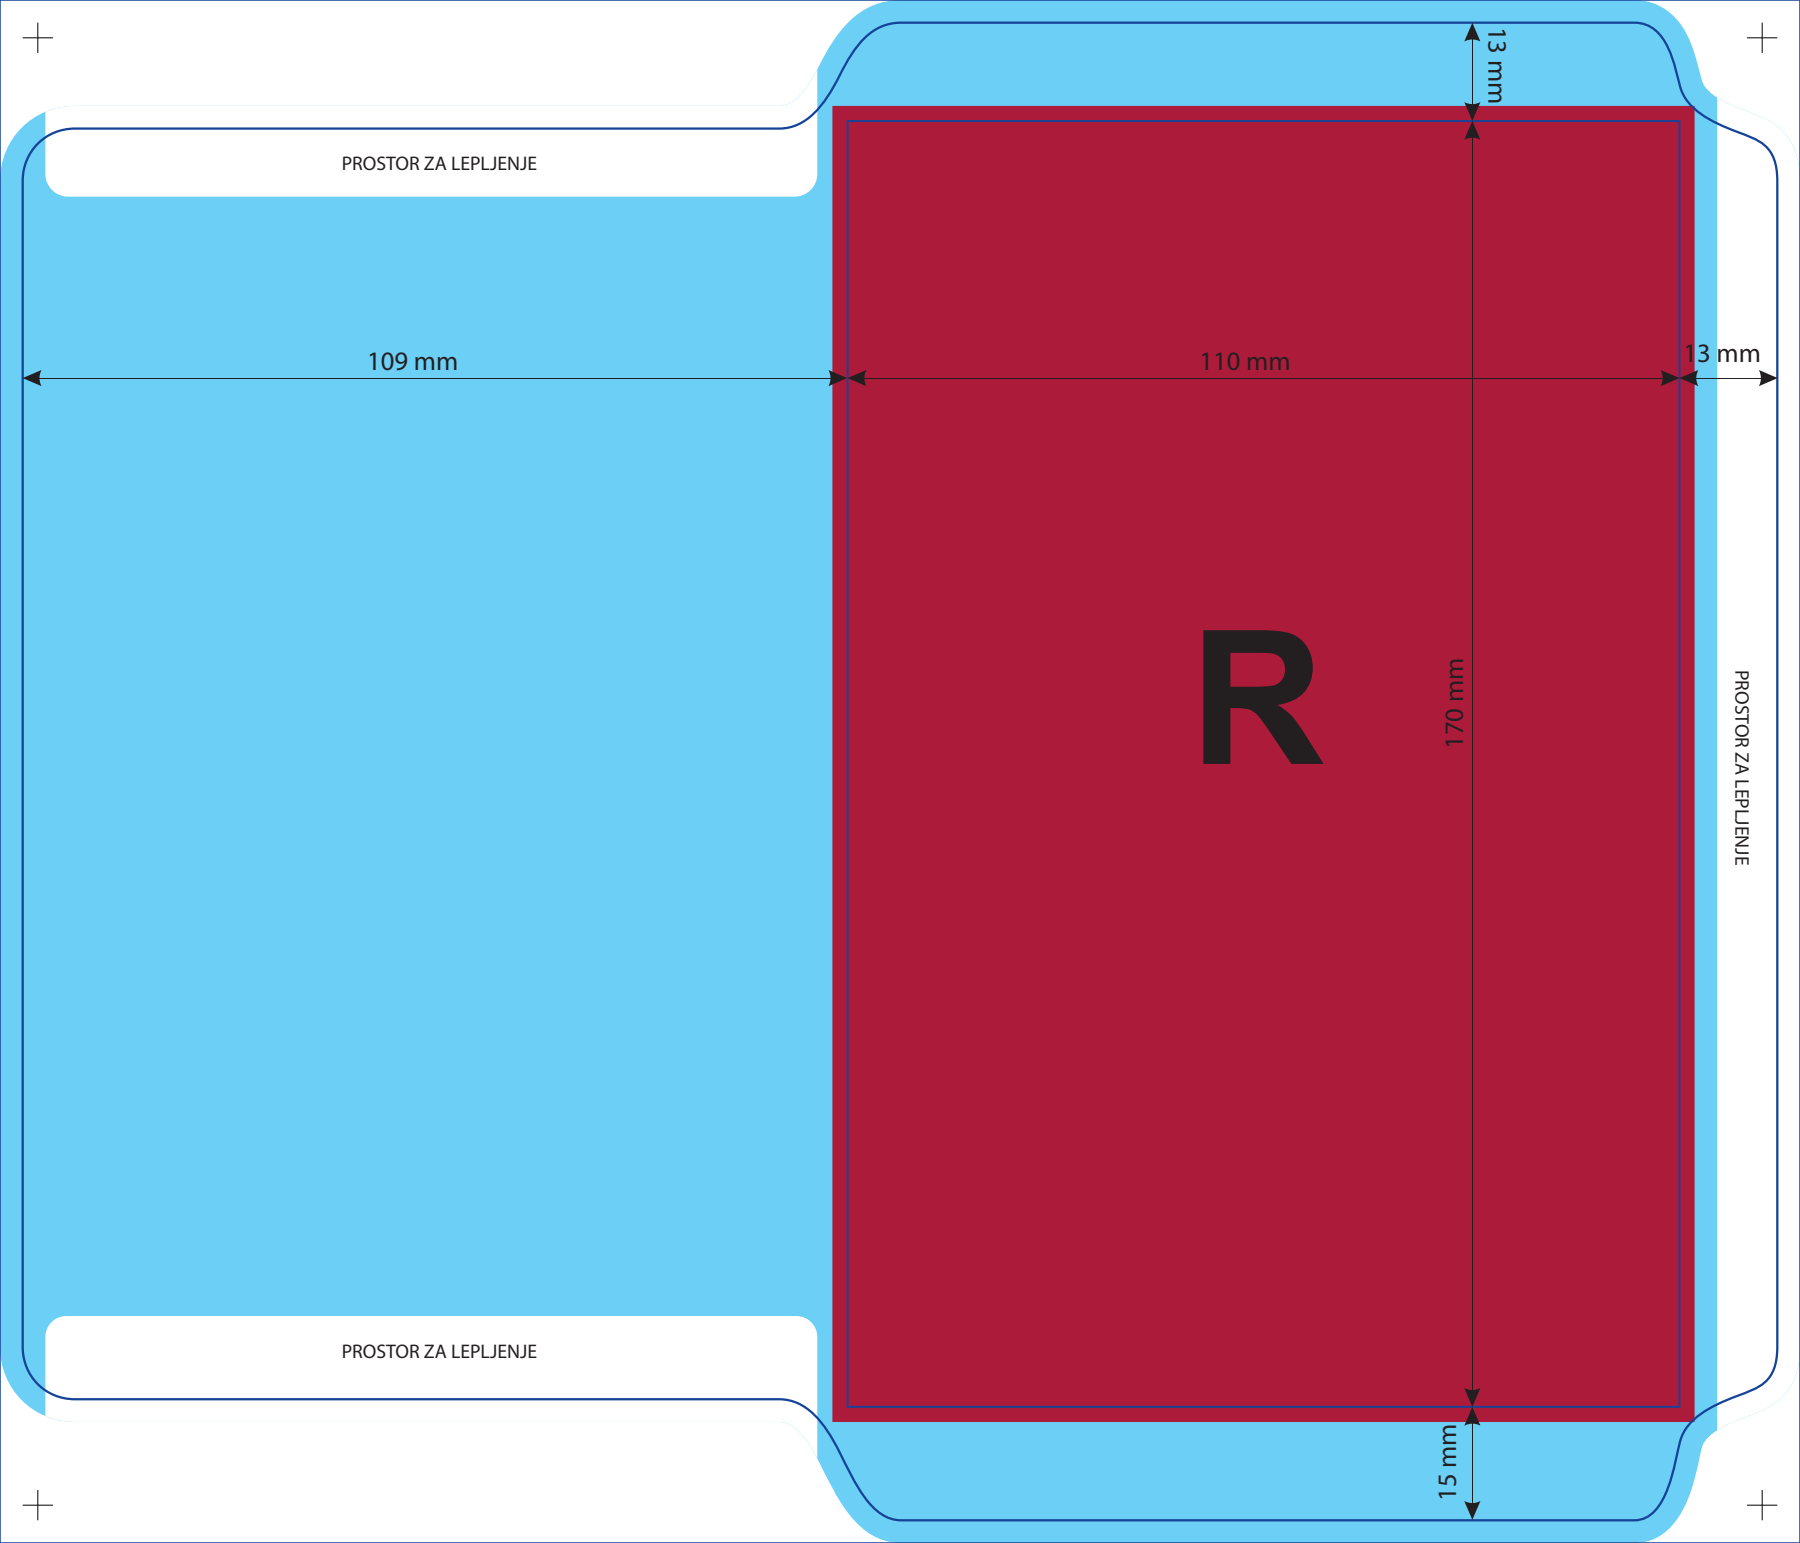 13 mm
PROSTOR ZA LEPLJENJE
109 mm
110 mm
13 mm
R
170 mm
PROSTOR ZA LEPLJENJE
PROSTOR ZA LEPLJENJE
15 mm